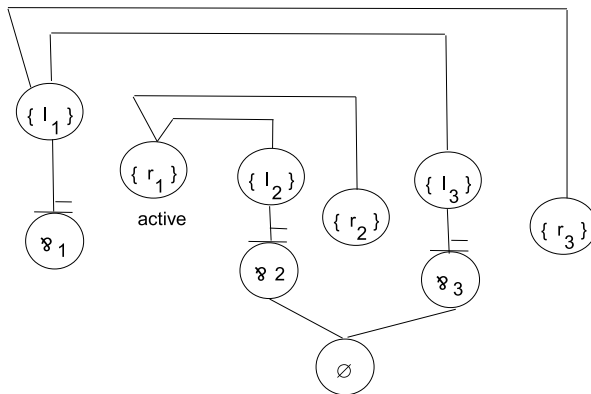 { l₁ }
{ r₁ }
{ l₂ }
{ l₃ }
active
{ r₂ }
{ r₃ }
⅋ ₁
⅋ 2
⅋ ₃
∅